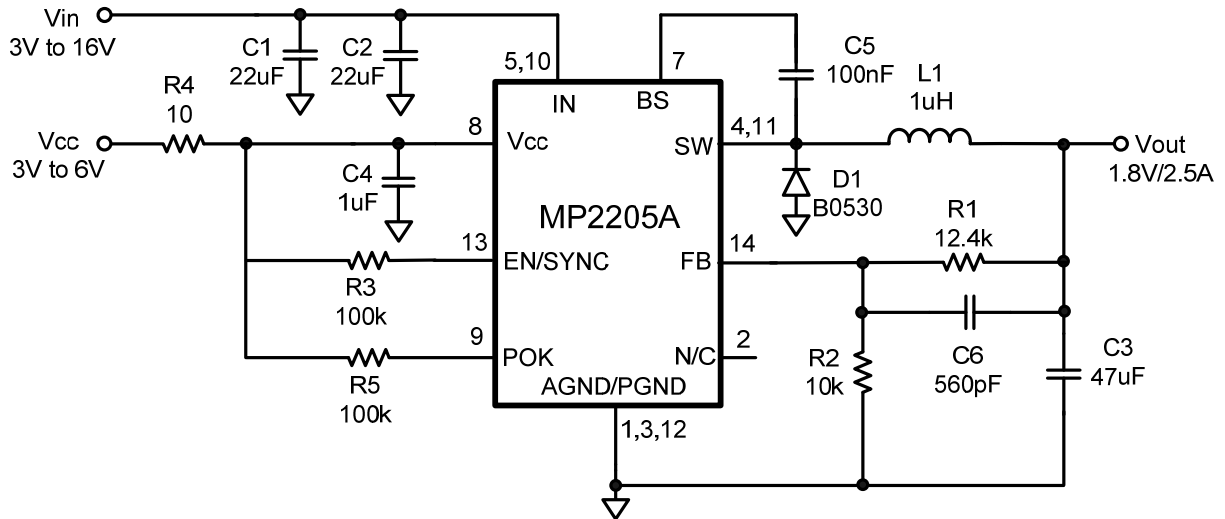 Vin
3V to 16V
C1
22uF
C2
22uF
5,10
7
C5
100nF
L1
1uH
R4
10
IN
BS
Vcc
3V to 6V
8
Vcc
4,11
SW
Vout
1.8V/2.5A
C4
1uF
D1
B0530
MP2205A
R1
12.4k
13
EN/SYNC
14
FB
R3
100k
9
POK
2
N/C
R2
10k
C6
560pF
C3
47uF
R5
100k
AGND/PGND
1,3,12